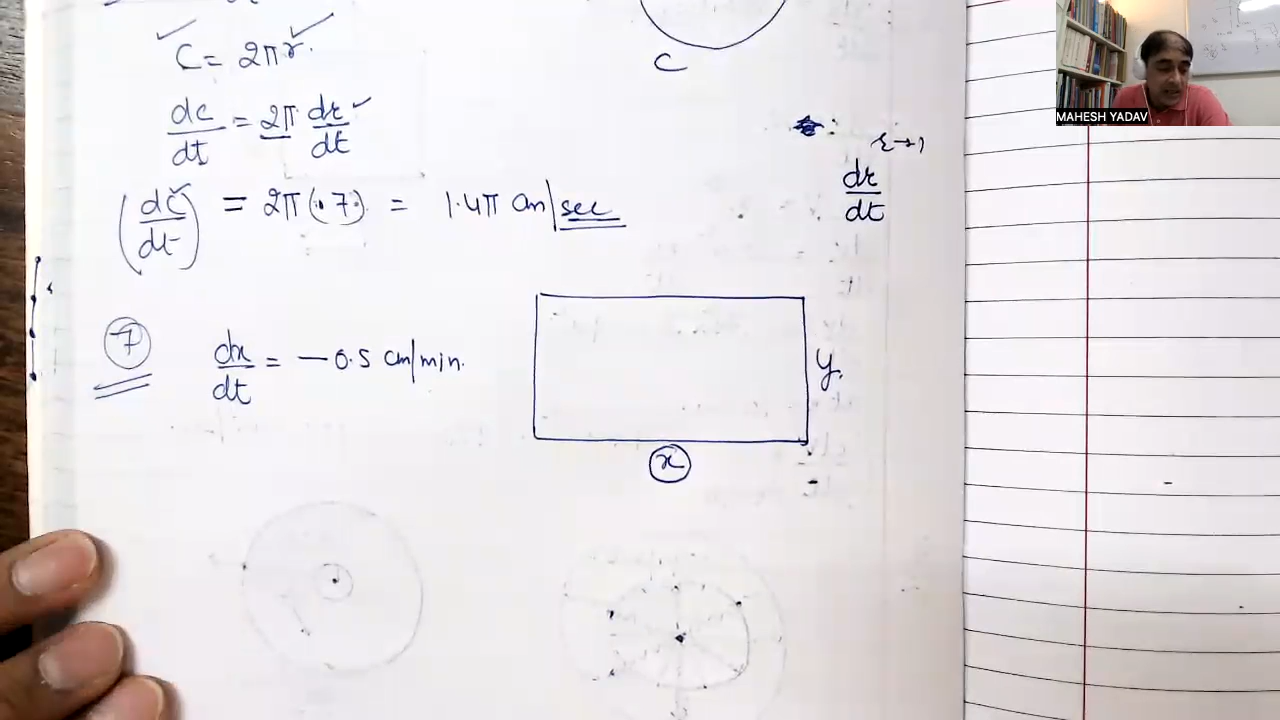 C = 2πr.
C
dc/dt = 2π dr/dt
dr/dt
(dc/dt) = 2π(.7) = 1.4π cm/sec
7
dx/dt = -0.5 cm/min.
y.
x
MAHESH YADAV